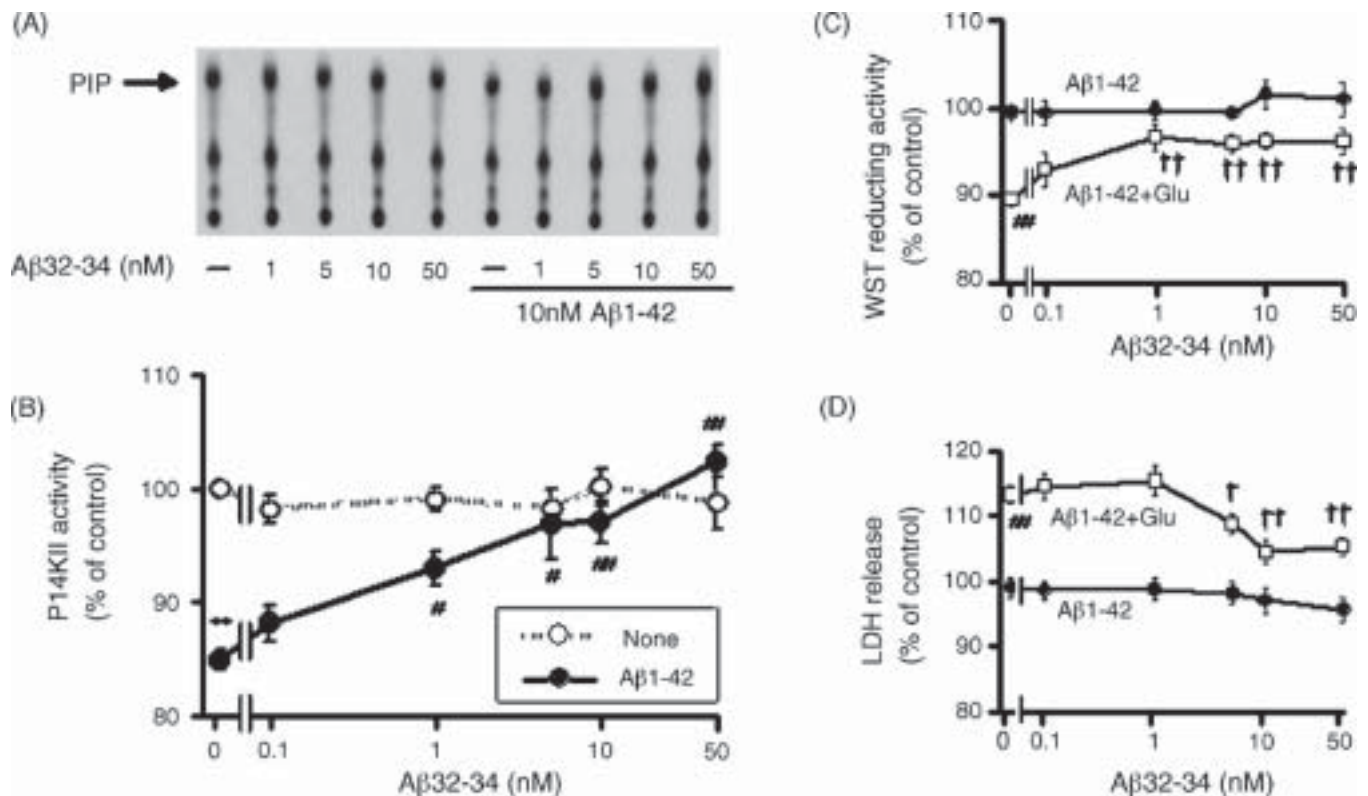 (A)
PIP
Aβ32-34 (nM) — 1 5 10 50 — 1 5 10 50
10nM Aβ1-42
(B)
P14KII activity
(% of control)
110
100
90
80
0 0.1 1 10 50
Aβ32-34 (nM)
**
#
#
##
##
None
Aβ1-42
(C)
WST reducing activity
(% of control)
110
100
90
80
Aβ1-42
Aβ1-42+Glu
##
†† †† †† ††
0 0.1 1 10 50
Aβ32-34 (nM)
(D)
LDH release
(% of control)
120
110
100
90
80
Aβ1-42+Glu
Aβ1-42
##
† †† ††
0 0.1 1 10 50
Aβ32-34 (nM)